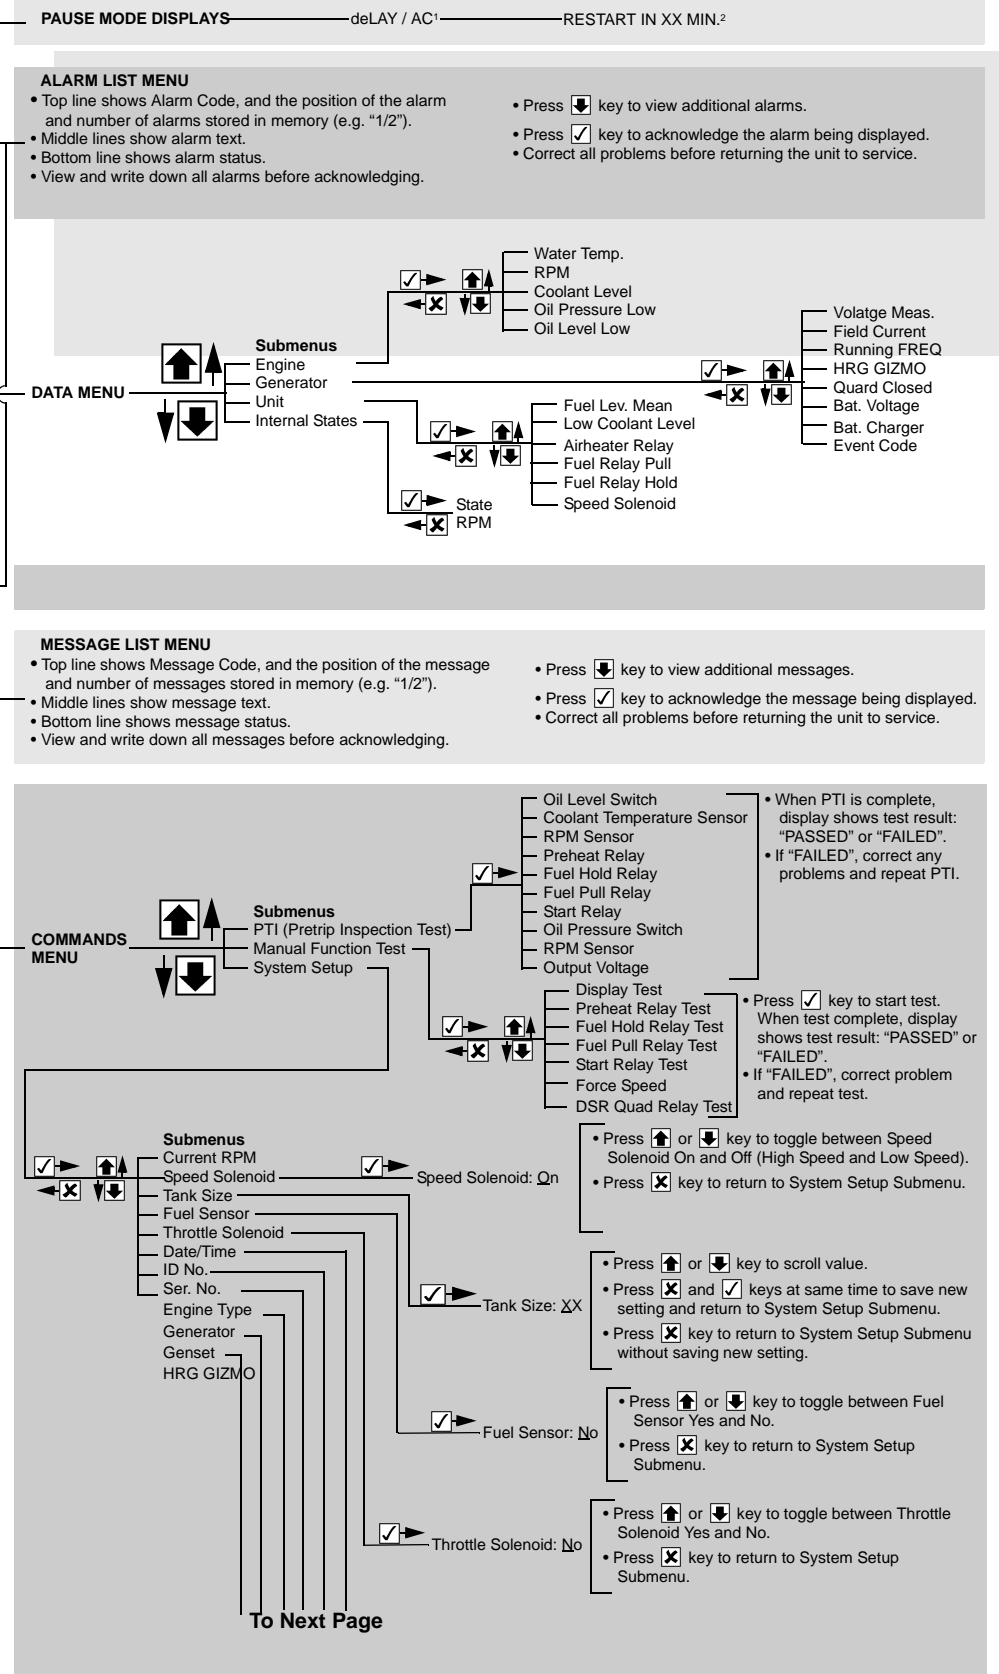 PAUSE MODE DISPLAYS deLAY / AC¹ RESTART IN XX MIN.²
ALARM LIST MENU
• Top line shows Alarm Code, and the position of the alarm
and number of alarms stored in memory (e.g. “1/2”).
• Middle lines show alarm text.
• Bottom line shows alarm status.
• View and write down all alarms before acknowledging.
• Press key to view additional alarms.
• Press key to acknowledge the alarm being displayed.
• Correct all problems before returning the unit to service.
DATA MENU
Submenus
Engine
Generator
Unit
Internal States
Water Temp.
RPM
Coolant Level
Oil Pressure Low
Oil Level Low
Volatge Meas.
Field Current
Running FREQ
HRG GIZMO
Quard Closed
Bat. Voltage
Bat. Charger
Event Code
Fuel Lev. Mean
Low Coolant Level
Airheater Relay
Fuel Relay Pull
Fuel Relay Hold
Speed Solenoid
State
RPM
MESSAGE LIST MENU
• Top line shows Message Code, and the position of the message
and number of messages stored in memory (e.g. “1/2”).
• Middle lines show message text.
• Bottom line shows message status.
• View and write down all messages before acknowledging.
• Press key to view additional messages.
• Press key to acknowledge the message being displayed.
• Correct all problems before returning the unit to service.
COMMANDS
MENU
Submenus
PTI (Pretrip Inspection Test)
Manual Function Test
System Setup
Oil Level Switch
Coolant Temperature Sensor
RPM Sensor
Preheat Relay
Fuel Hold Relay
Fuel Pull Relay
Start Relay
Oil Pressure Switch
RPM Sensor
Output Voltage
• When PTI is complete,
display shows test result:
“PASSED” or “FAILED”.
• If “FAILED”, correct any
problems and repeat PTI.
Display Test
Preheat Relay Test
Fuel Hold Relay Test
Fuel Pull Relay Test
Start Relay Test
Force Speed
DSR Quad Relay Test
• Press key to start test.
When test complete, display
shows test result: “PASSED” or
“FAILED”.
• If “FAILED”, correct problem
and repeat test.
Submenus
Current RPM
Speed Solenoid
Tank Size
Fuel Sensor
Throttle Solenoid
Date/Time
ID No.
Ser. No.
Engine Type
Generator
Genset
HRG GIZMO
Speed Solenoid: On
• Press or key to toggle between Speed
Solenoid On and Off (High Speed and Low Speed).
• Press key to return to System Setup Submenu.
Tank Size: XX
• Press or key to scroll value.
• Press and keys at same time to save new
setting and return to System Setup Submenu.
• Press key to return to System Setup Submenu
without saving new setting.
Fuel Sensor: No
• Press or key to toggle between Fuel
Sensor Yes and No.
• Press key to return to System Setup
Submenu.
Throttle Solenoid: No
• Press or key to toggle between Throttle
Solenoid Yes and No.
• Press key to return to System Setup
Submenu.
To Next Page